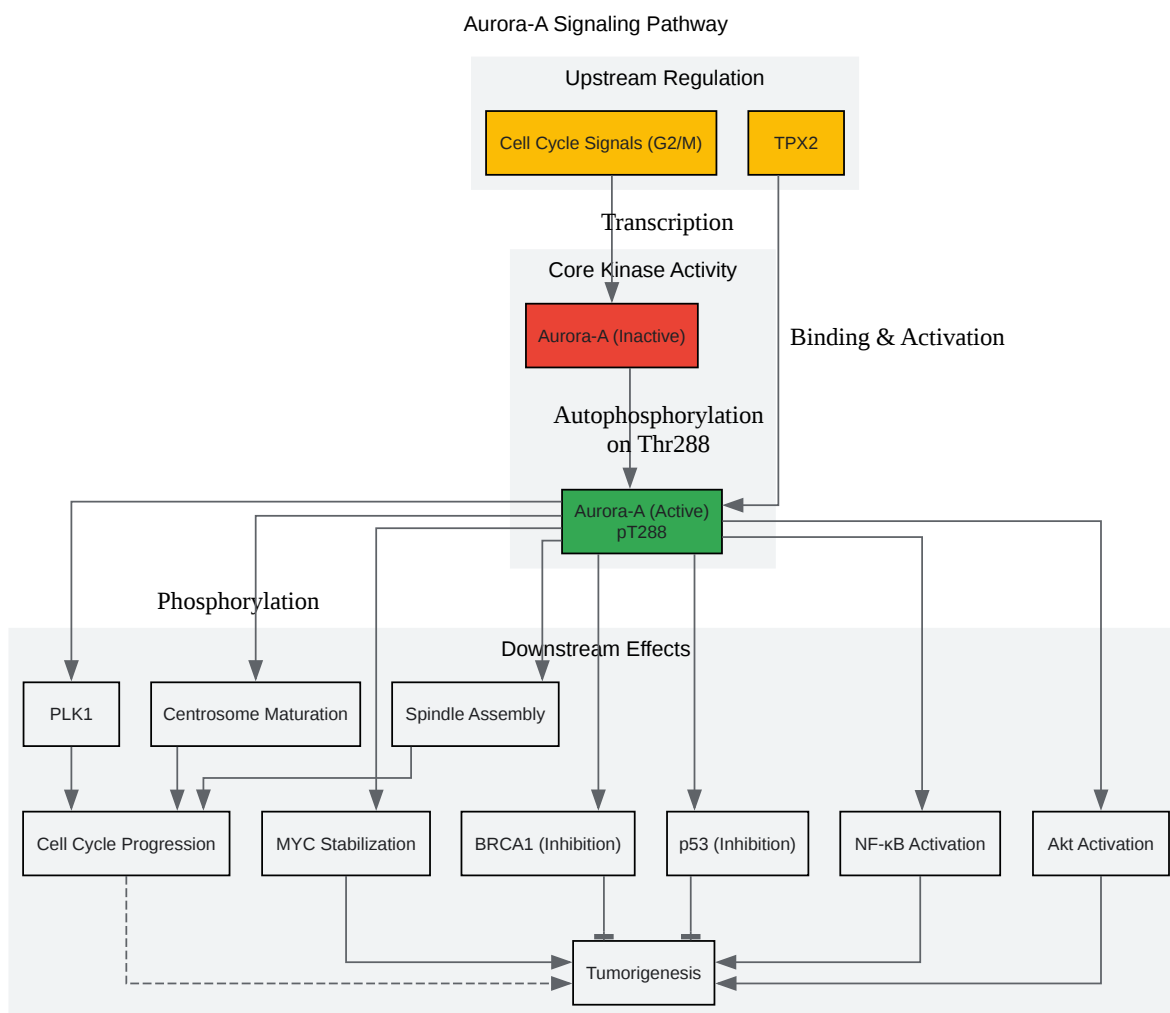 Aurora-A Signaling Pathway
Upstream Regulation
Cell Cycle Signals (G2/M)
TPX2
Transcription
Core Kinase Activity
Aurora-A (Inactive)
Binding & Activation
Autophosphorylation
on Thr288
Aurora-A (Active)
pT288
Phosphorylation
Downstream Effects
PLK1
Centrosome Maturation
Spindle Assembly
Cell Cycle Progression
MYC Stabilization
BRCA1 (Inhibition)
p53 (Inhibition)
NF-κB Activation
Akt Activation
Tumorigenesis